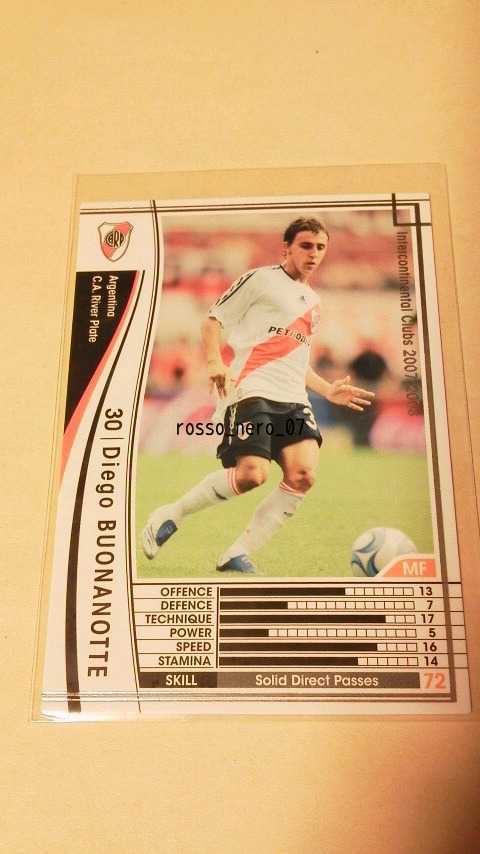 CARP
Argentina
C.A. River Plate
30 | Diego BUONANOTTE
Intercontinental Clubs 2007-2008
PETROBRAS
rosso_nero_07
MF
OFFENCE 13
DEFENCE 7
TECHNIQUE 17
POWER 5
SPEED 16
STAMINA 14
SKILL Solid Direct Passes 72